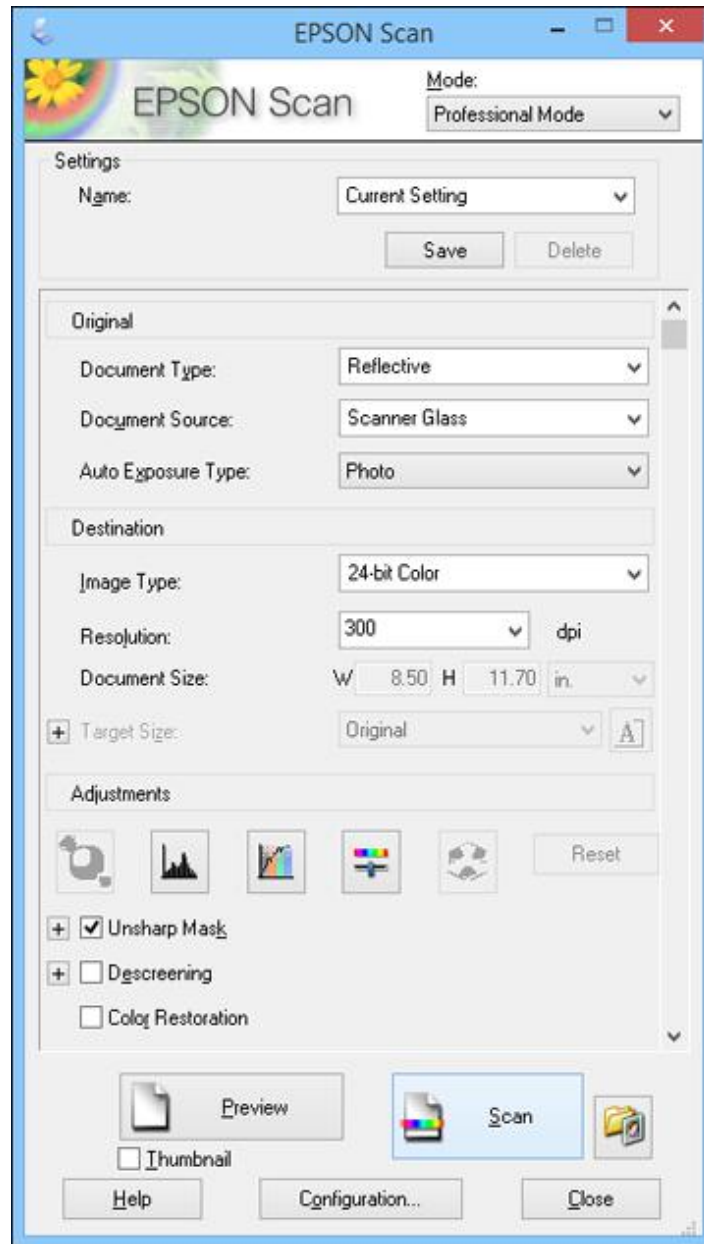 EPSON Scan
EPSON Scan
Mode:
Professional Mode
Settings
Name: Current Setting
Save Delete
Original
Document Type: Reflective
Document Source: Scanner Glass
Auto Exposure Type: Photo
Destination
Image Type: 24-bit Color
Resolution: 300 dpi
Document Size: W 8.50 H 11.70 in.
+ Target Size: Original A
Adjustments
Reset
+ Unsharp Mask
+ Descreening
Color Restoration
Preview Scan
Thumbnail
Help Configuration... Close